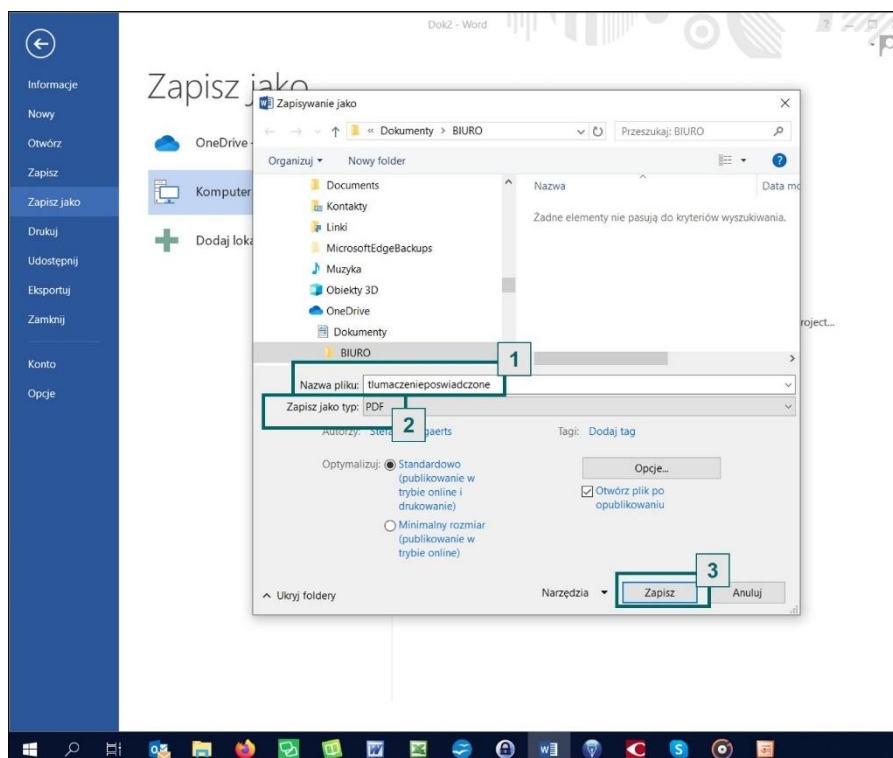 Dok2 - Word
?
Informacje
Nowy
Otwórz
Zapisz
Zapisz jako
Drukuj
Udostępnij
Eksportuj
Zamknij
Konto
Opcje
Zapisz jako
OneDrive -
Komputer
Dodaj loka
roject...
Zapisywanie jako
« Dokumenty > BIURO
Przeszukaj: BIURO
Organizuj
Nowy folder
Documents
Kontakty
Linki
MicrosoftEdgeBackups
Muzyka
Obiekty 3D
OneDrive
Dokumenty
BIURO
Nazwa
Data mo
Żadne elementy nie pasują do kryteriów wyszukiwania.
1
Nazwa pliku: tlumaczenieposwiadczone
Zapisz jako typ: PDF
2
Autorzy: gaerts
Tagi: Dodaj tag
Optymalizuj: Standardowo
(publikowanie w
trybie online i
drukowanie)
Minimalny rozmiar
(publikowanie w
trybie online)
Opcje...
Otwórz plik po
opublikowaniu
3
Ukryj foldery
Narzędzia
Zapisz
Anuluj